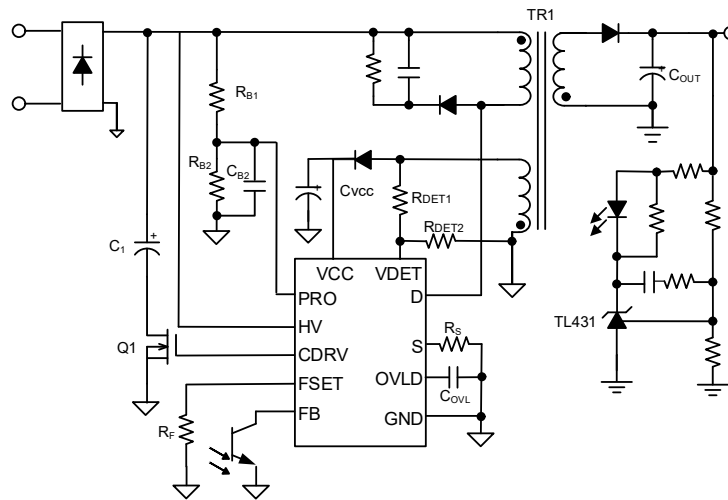 TR1
COUT
RB1
RB2
CB2
Cvcc
RDET1
RDET2
C1
VCC
VDET
PRO
D
HV
TL431
Q1
CDRV
S
RS
FSET
OVLD
COVL
RF
FB
GND
+
+
+